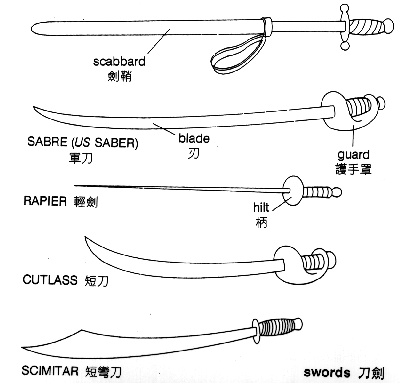 scabbard
劍鞘
SABRE (US SABER)
軍刀
blade
刃
guard
護手罩
RAPIER 輕劍
hilt
柄
CUTLASS 短刀
SCIMITAR 短彎刀
swords 刀劍